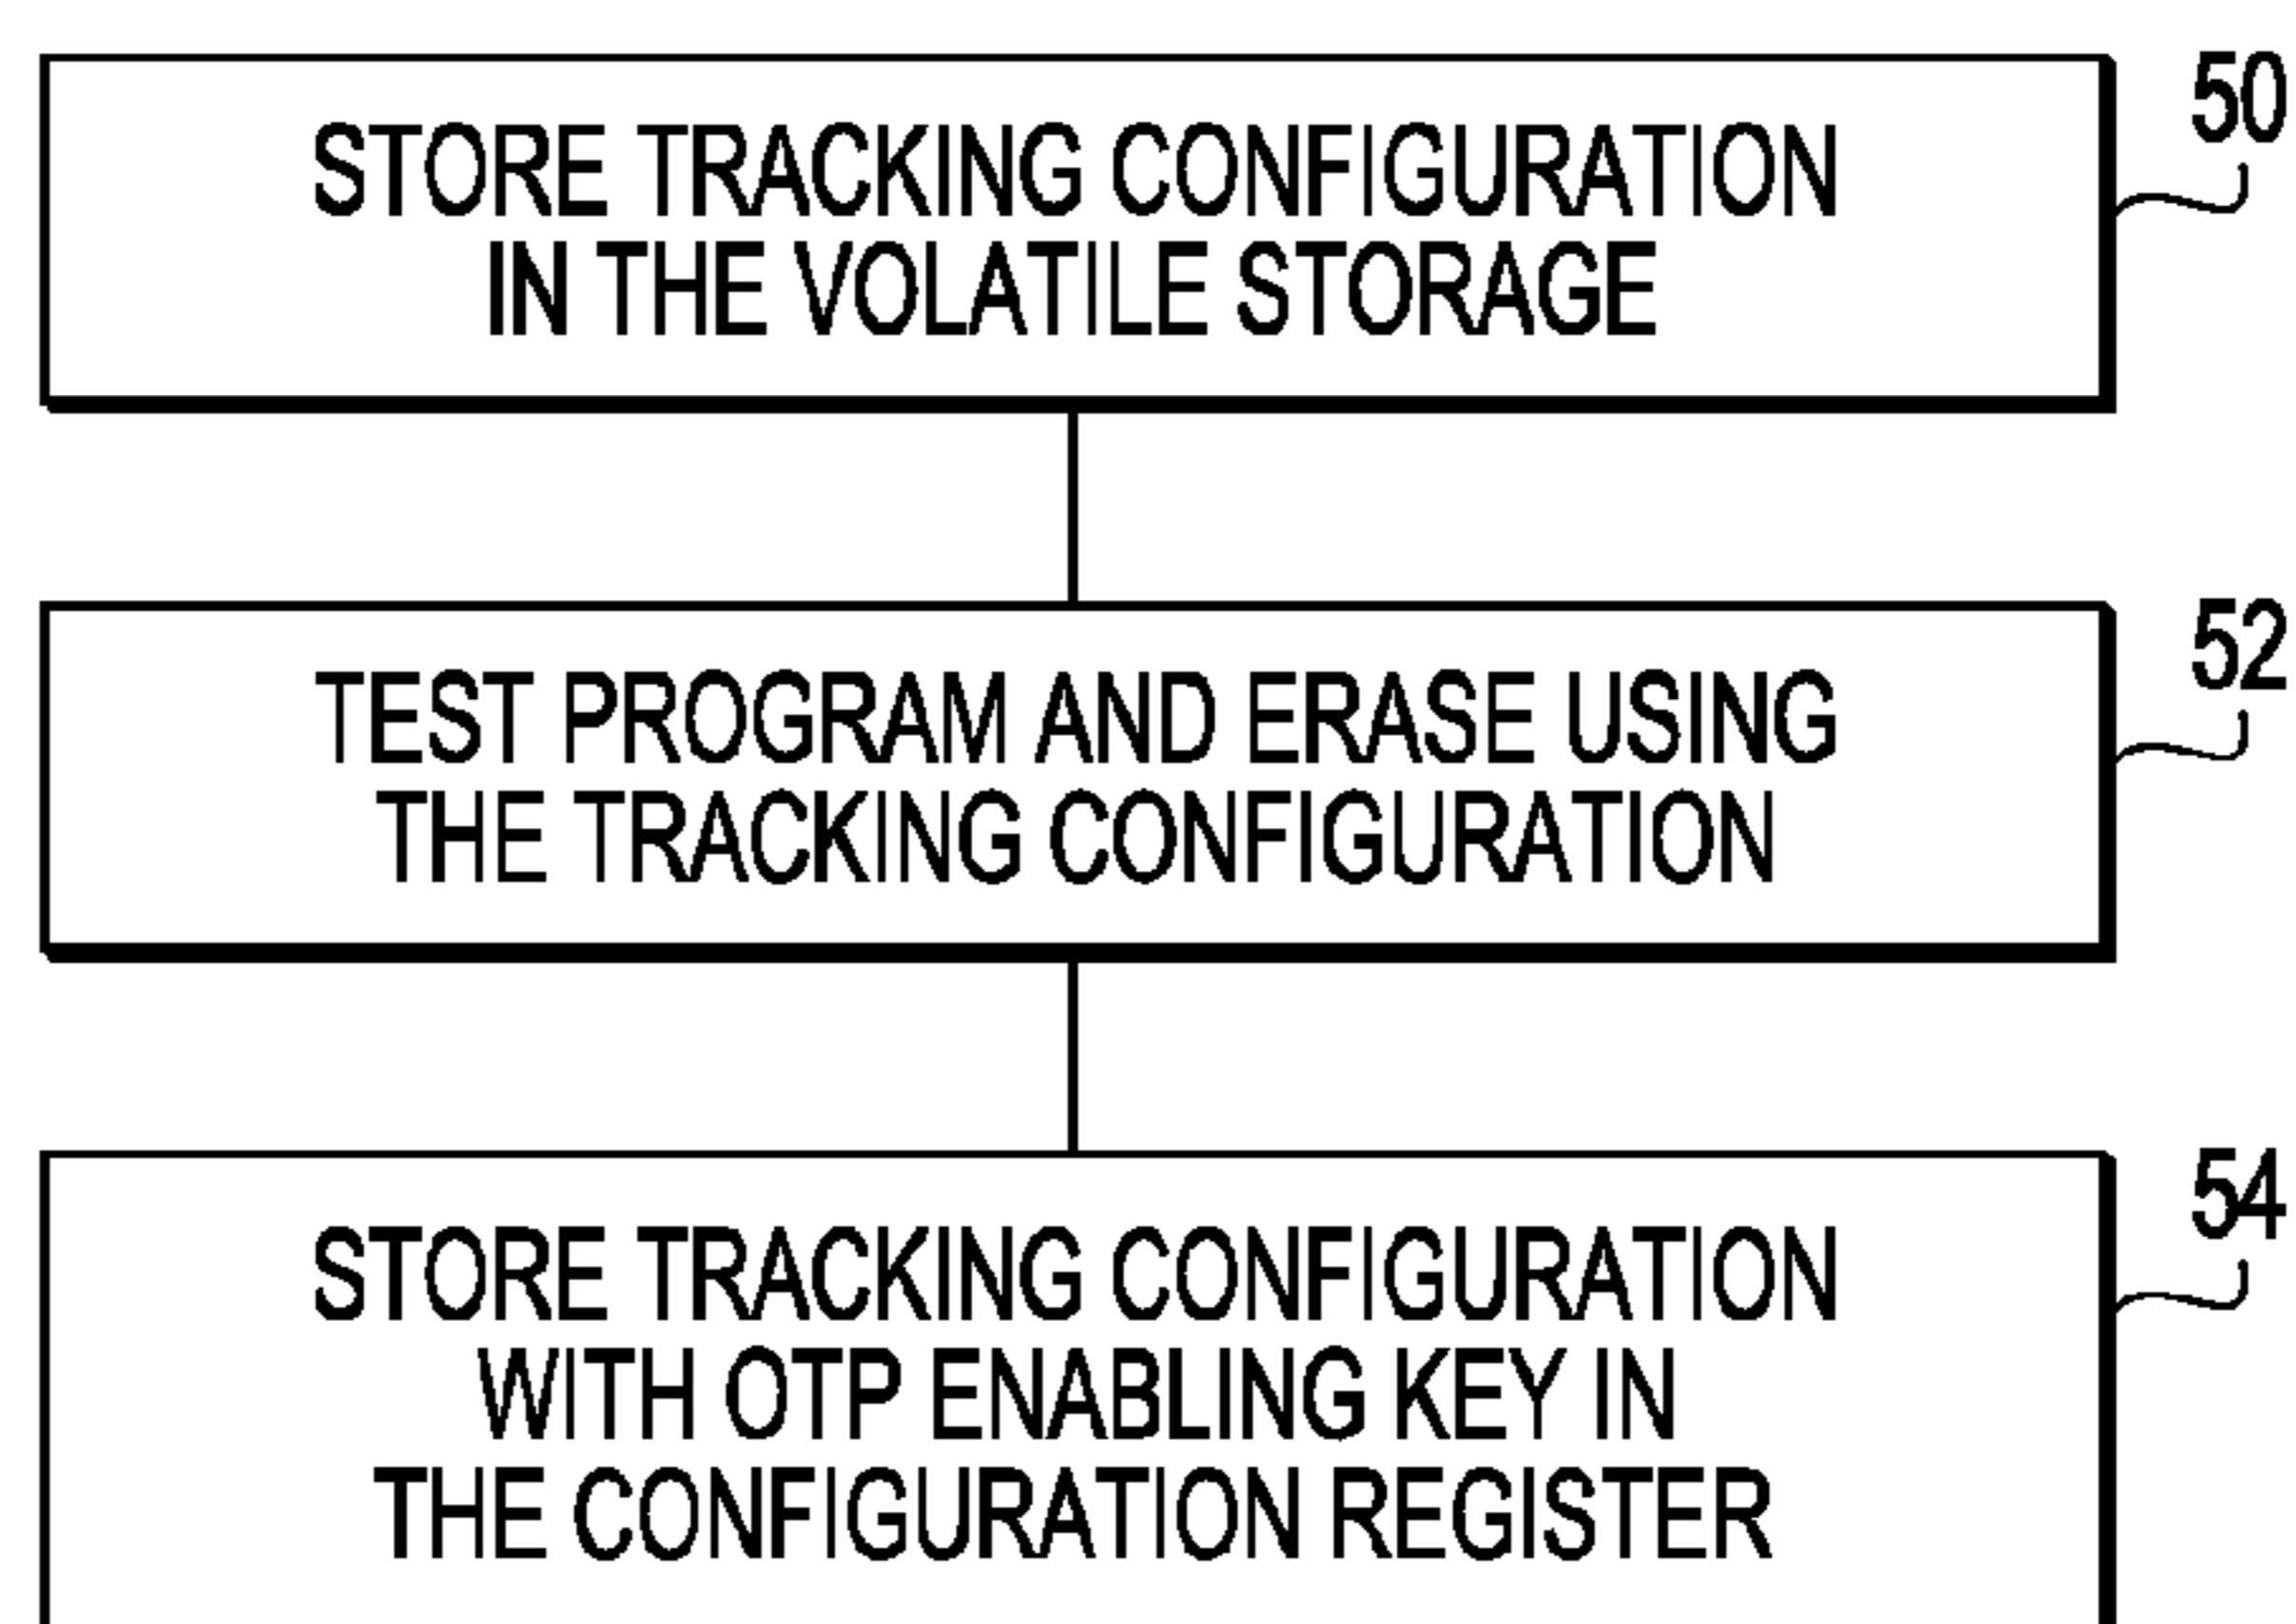 50
STORE TRACKING CONFIGURATION
IN THE VOLATILE STORAGE
52
TEST PROGRAM AND ERASE USING
THE TRACKING CONFIGURATION
54
STORE TRACKING CONFIGURATION
WITH OTP ENABLING KEY IN
THE CONFIGURATION REGISTER